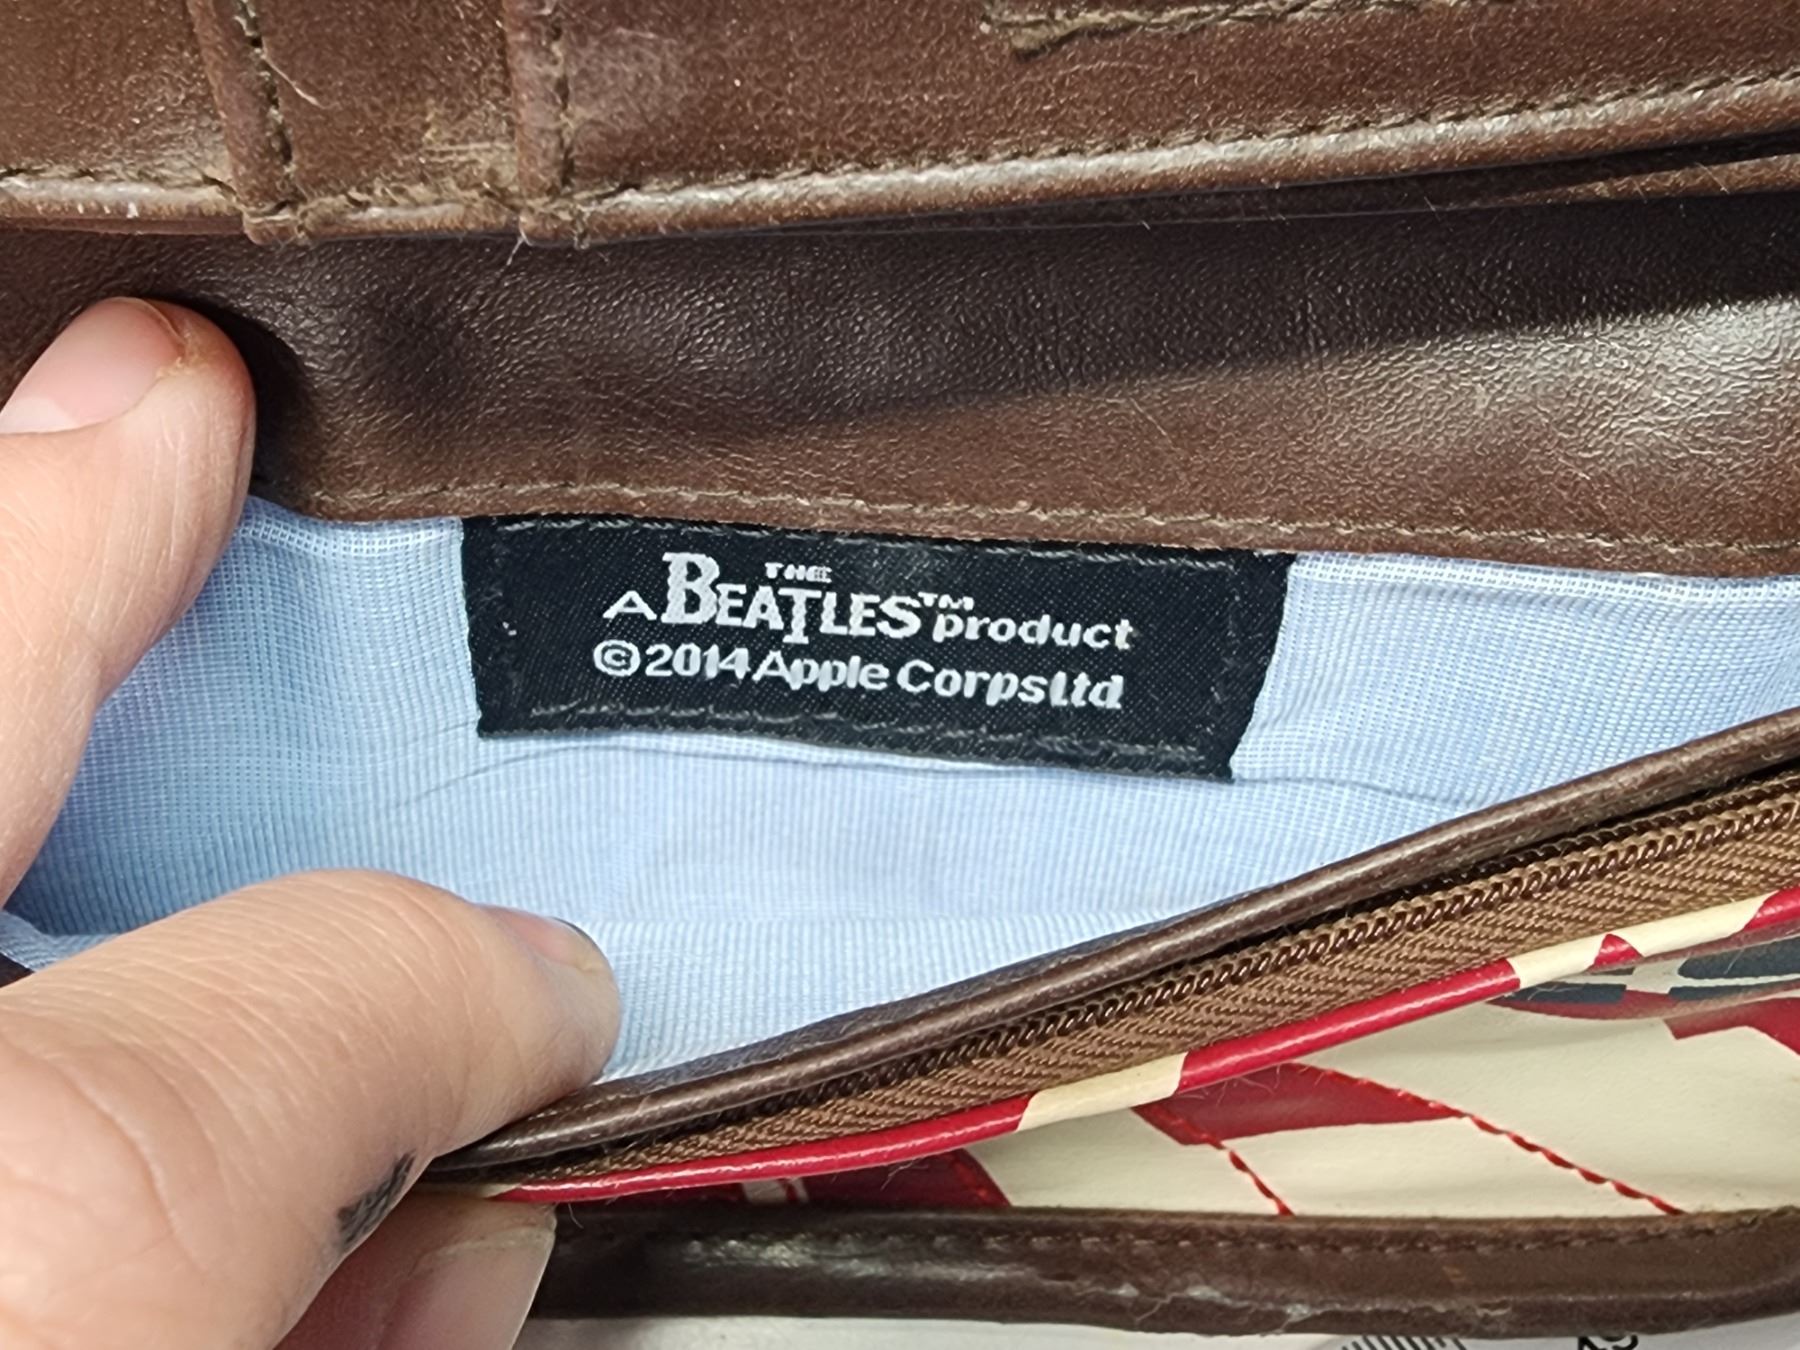 A THE BEATLES™ product
©2014 Apple Corps Ltd